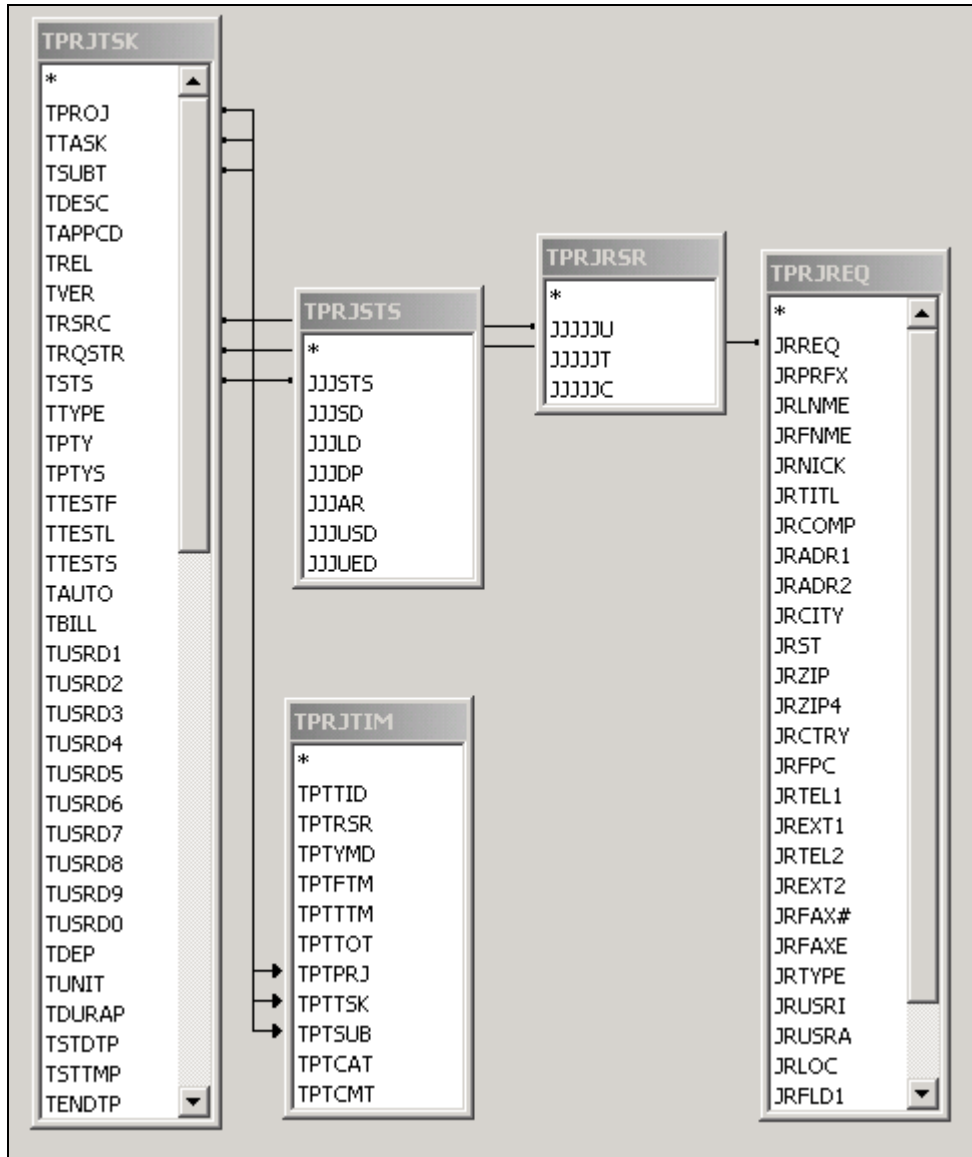 TPRJTSK
*
TPROJ
TTASK
TSUBT
TDESC
TAPPCD
TREL
TVER
TRSRC
TRQSTR
TSTS
TTYPE
TPTY
TPTYS
TTESTF
TTESTL
TTESTS
TAUTO
TBILL
TUSRD1
TUSRD2
TUSRD3
TUSRD4
TUSRD5
TUSRD6
TUSRD7
TUSRD8
TUSRD9
TUSRD0
TDEP
TUNIT
TDURAP
TSTDTP
TSTTMP
TENDTP
TPRJSTS
*
JJJSTS
JJJSD
JJJLD
JJJDP
JJJAR
JJJUSD
JJJUED
TPRJTIM
*
TPTTID
TPTRSR
TPTYMD
TPTFTM
TPTTTM
TPTTOT
TPTPRJ
TPTTSK
TPTSUB
TPTCAT
TPTCMT
TPRJRSR
*
JJJJJU
JJJJJT
JJJJJC
TPRJREQ
*
JRREQ
JRPRFX
JRLNME
JRFNME
JRNICK
JRTITL
JRCOMP
JRADR1
JRADR2
JRCITY
JRST
JRZIP
JRZIP4
JRCTRY
JRFPC
JRTEL1
JREXT1
JRTEL2
JREXT2
JRFAX#
JRFAXE
JRTYPE
JRUSRI
JRUSRA
JRLOC
JRFLD1